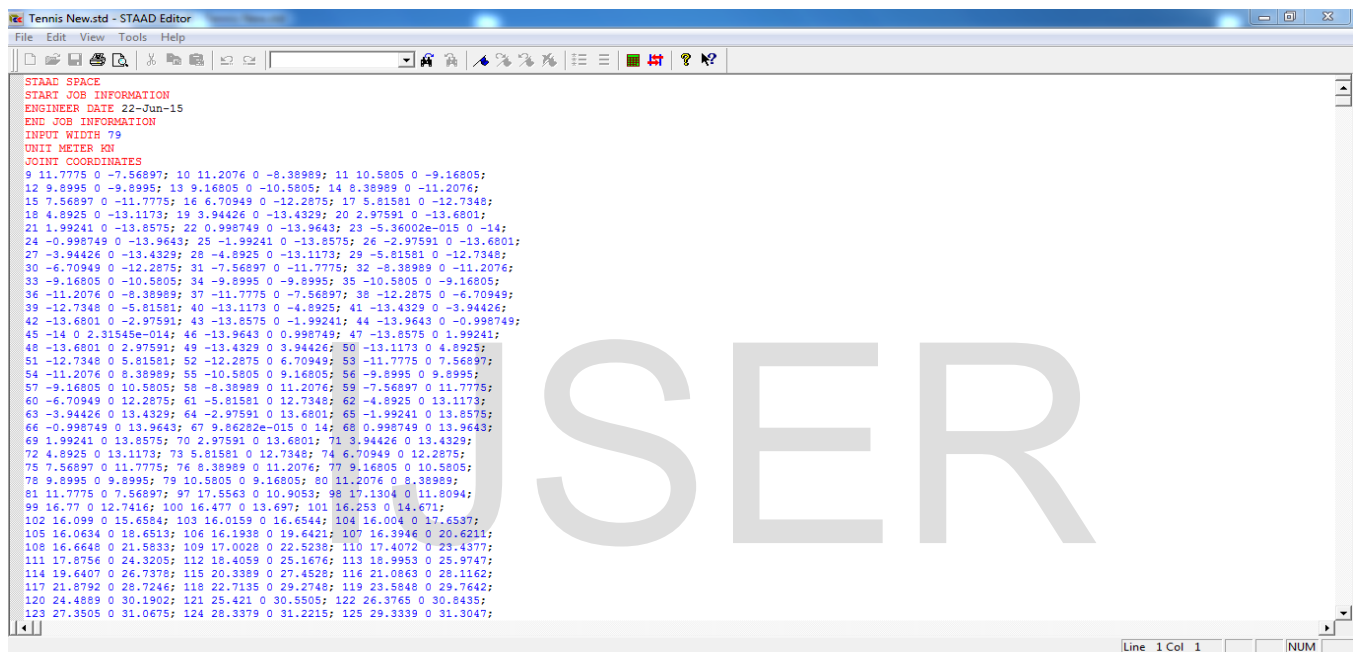 Tennis New.std - STAAD Editor
File Edit View Tools Help
STAAD SPACE
START JOB INFORMATION
ENGINEER DATE 22-Jun-15
END JOB INFORMATION
INPUT WIDTH 79
UNIT METER KN
JOINT COORDINATES
9 11.7775 0 -7.56897; 10 11.2076 0 -8.38989; 11 10.5805 0 -9.16805;
12 9.8995 0 -9.8995; 13 9.16805 0 -10.5805; 14 8.38989 0 -11.2076;
15 7.56897 0 -11.7775; 16 6.70949 0 -12.2875; 17 5.81581 0 -12.7348;
18 4.8925 0 -13.1173; 19 3.94426 0 -13.4329; 20 2.97591 0 -13.6801;
21 1.99241 0 -13.8575; 22 0.998749 0 -13.9643; 23 -5.36002e-015 0 -14;
24 -0.998749 0 -13.9643; 25 -1.99241 0 -13.8575; 26 -2.97591 0 -13.6801;
27 -3.94426 0 -13.4329; 28 -4.8925 0 -13.1173; 29 -5.81581 0 -12.7348;
30 -6.70949 0 -12.2875; 31 -7.56897 0 -11.7775; 32 -8.38989 0 -11.2076;
33 -9.16805 0 -10.5805; 34 -9.8995 0 -9.8995; 35 -10.5805 0 -9.16805;
36 -11.2076 0 -8.38989; 37 -11.7775 0 -7.56897; 38 -12.2875 0 -6.70949;
39 -12.7348 0 -5.81581; 40 -13.1173 0 -4.8925; 41 -13.4329 0 -3.94426;
42 -13.6801 0 -2.97591; 43 -13.8575 0 -1.99241; 44 -13.9643 0 -0.998749;
45 -14 0 2.31545e-014; 46 -13.9643 0 0.998749; 47 -13.8575 0 1.99241;
48 -13.6801 0 2.97591; 49 -13.4329 0 3.94426; 50 -13.1173 0 4.8925;
51 -12.7348 0 5.81581; 52 -12.2875 0 6.70949; 53 -11.7775 0 7.56897;
54 -11.2076 0 8.38989; 55 -10.5805 0 9.16805; 56 -9.8995 0 9.8995;
57 -9.16805 0 10.5805; 58 -8.38989 0 11.2076; 59 -7.56897 0 11.7775;
60 -6.70949 0 12.2875; 61 -5.81581 0 12.7348; 62 -4.8925 0 13.1173;
63 -3.94426 0 13.4329; 64 -2.97591 0 13.6801; 65 -1.99241 0 13.8575;
66 -0.998749 0 13.9643; 67 9.86282e-015 0 14; 68 0.998749 0 13.9643;
69 1.99241 0 13.8575; 70 2.97591 0 13.6801; 71 3.94426 0 13.4329;
72 4.8925 0 13.1173; 73 5.81581 0 12.7348; 74 6.70949 0 12.2875;
75 7.56897 0 11.7775; 76 8.38989 0 11.2076; 77 9.16805 0 10.5805;
78 9.8995 0 9.8995; 79 10.5805 0 9.16805; 80 11.2076 0 8.38989;
81 11.7775 0 7.56897; 97 17.5563 0 10.9053; 98 17.1304 0 11.8094;
99 16.77 0 12.7416; 100 16.477 0 13.697; 101 16.253 0 14.671;
102 16.099 0 15.6584; 103 16.0159 0 16.6544; 104 16.004 0 17.6537;
105 16.0634 0 18.6513; 106 16.1938 0 19.6421; 107 16.3946 0 20.6211;
108 16.6648 0 21.5833; 109 17.0028 0 22.5238; 110 17.4072 0 23.4377;
111 17.8756 0 24.3205; 112 18.4059 0 25.1676; 113 18.9953 0 25.9747;
114 19.6407 0 26.7378; 115 20.3389 0 27.4528; 116 21.0863 0 28.1162;
117 21.8792 0 28.7246; 118 22.7135 0 29.2748; 119 23.5848 0 29.7642;
120 24.4889 0 30.1902; 121 25.421 0 30.5505; 122 26.3765 0 30.8435;
123 27.3505 0 31.0675; 124 28.3379 0 31.2215; 125 29.3339 0 31.3047;
IJSER
Line 1 Col 1 NUM